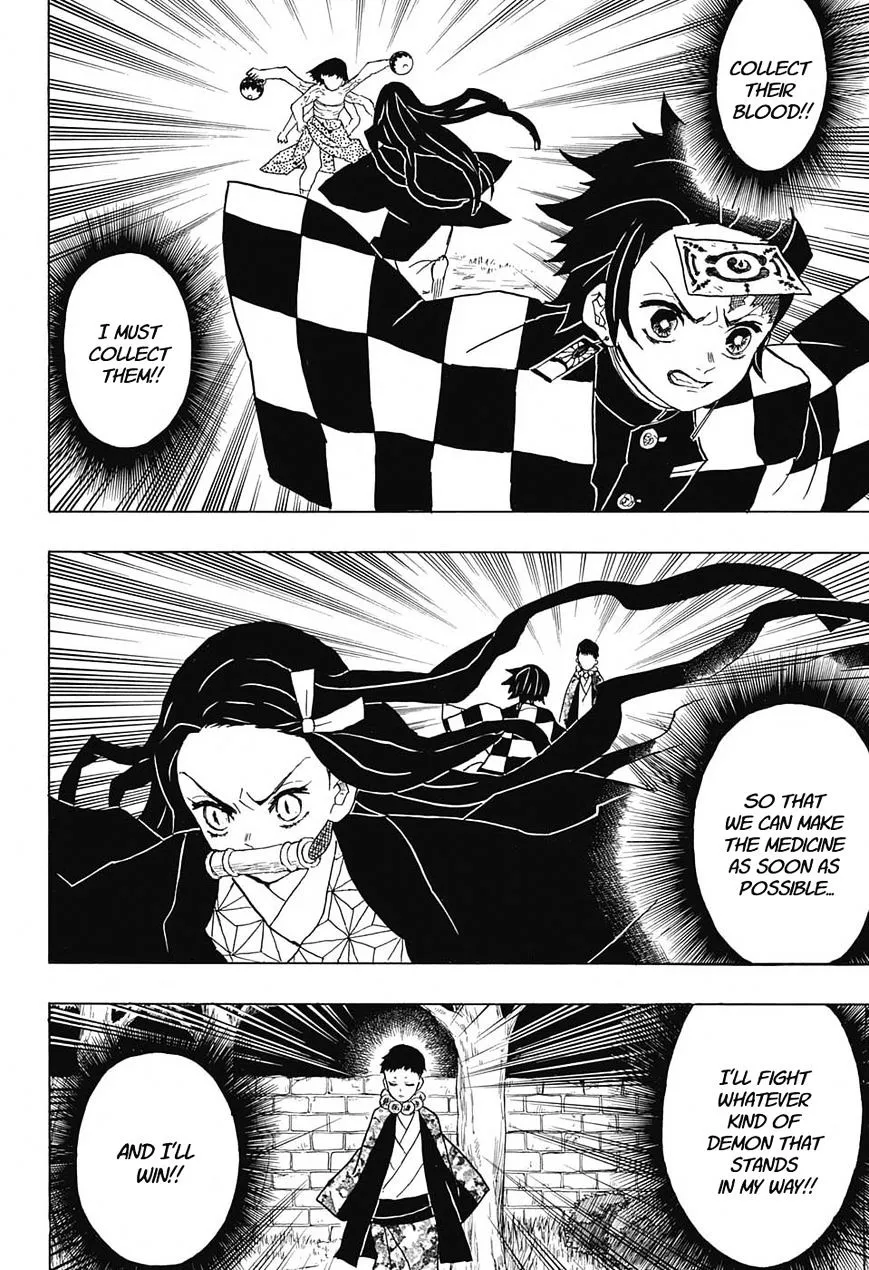 COLLECT
THEIR
BLOOD!!
I MUST
COLLECT
THEM!!
SO THAT
WE CAN MAKE
THE MEDICINE
AS SOON AS
POSSIBLE...
I'LL FIGHT
WHATEVER
KIND OF
DEMON THAT
STANDS
IN MY WAY!!
AND I'LL
WIN!!